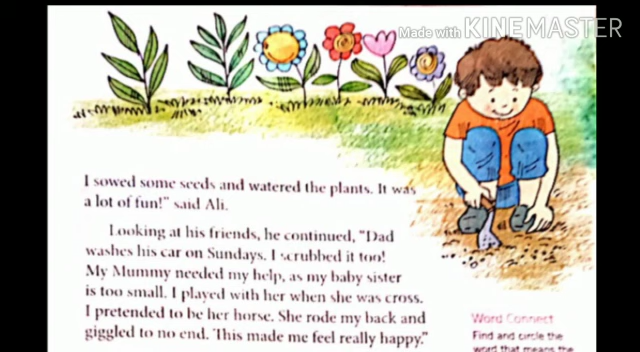 Made with KINEMASTER
I sowed some seeds and watered the plants. It was
a lot of fun!" said Ali.
Looking at his friends, he continued, "Dad
washes his car on Sundays. I scrubbed it too!
My Mummy needed my help, as my baby sister
is too small. I played with her when she was cross.
I pretended to be her horse. She rode my back and
giggled to no end. This made me feel really happy."
Word Connect
Find and circle the
word that means the